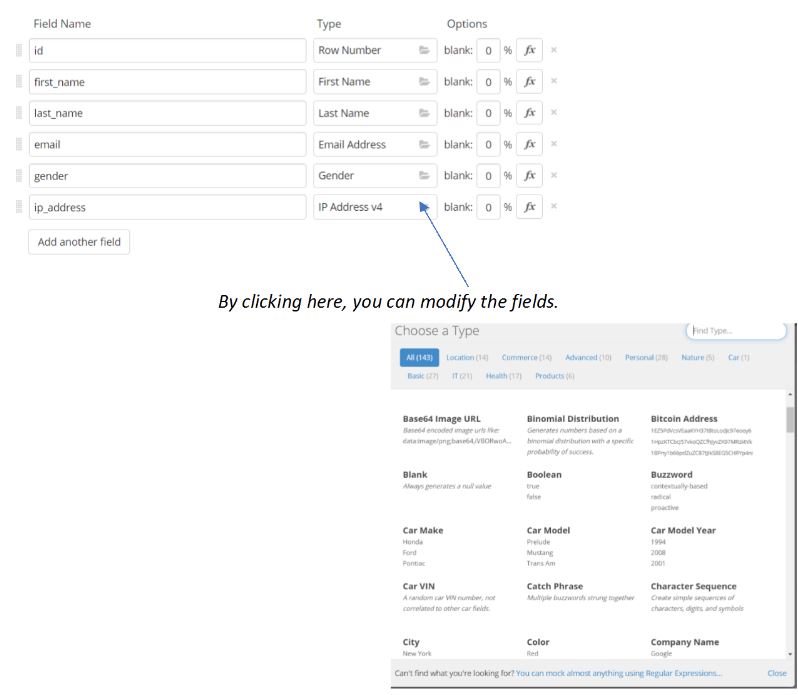 Field Name Type Options
id Row Number blank: 0 % fx ×
first_name First Name blank: 0 % fx ×
last_name Last Name blank: 0 % fx ×
email Email Address blank: 0 % fx ×
gender Gender blank: 0 % fx ×
ip_address IP Address v4 blank: 0 % fx ×
Add another field
By clicking here, you can modify the fields.
Choose a Type Find Type...
All (143) Location (14) Commerce (14) Advanced (10) Personal (28) Nature (5) Car (1)
Basic (27) IT (21) Health (17) Products (6)
Base64 Image URL Binomial Distribution Bitcoin Address
Base64 encoded image urls like: Generates numbers based on a
data:image/png;base64,iVBORwoA... binomial distribution with a specific
probability of success.
Blank Boolean Buzzword
Always generates a null value true contextually-based
false radical
proactive
Car Make Car Model Car Model Year
Honda Prelude 1994
Ford Mustang 2008
Pontiac Trans Am 2001
Car VIN Catch Phrase Character Sequence
A random car VIN number, not Multiple buzzwords strung together Create simple sequences of
correlated to other car fields. characters, digits, and symbols
City Color Company Name
New York Red Google
Can't find what you're looking for? You can mock almost anything using Regular Expressions... Close